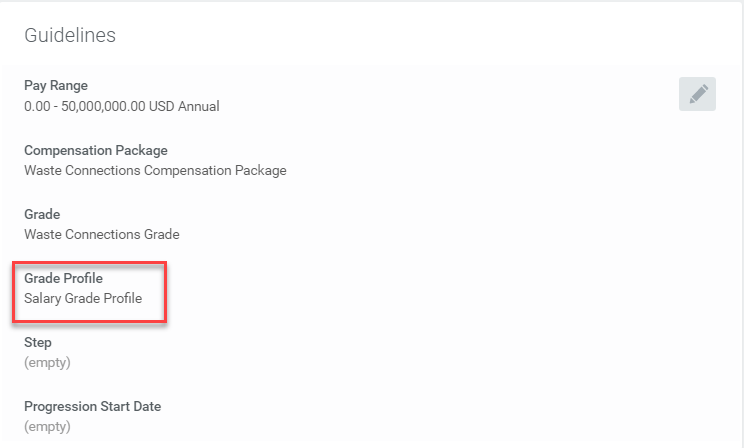 Guidelines
Pay Range
0.00 - 50,000,000.00 USD Annual
Compensation Package
Waste Connections Compensation Package
Grade
Waste Connections Grade
Grade Profile
Salary Grade Profile
Step
(empty)
Progression Start Date
(empty)